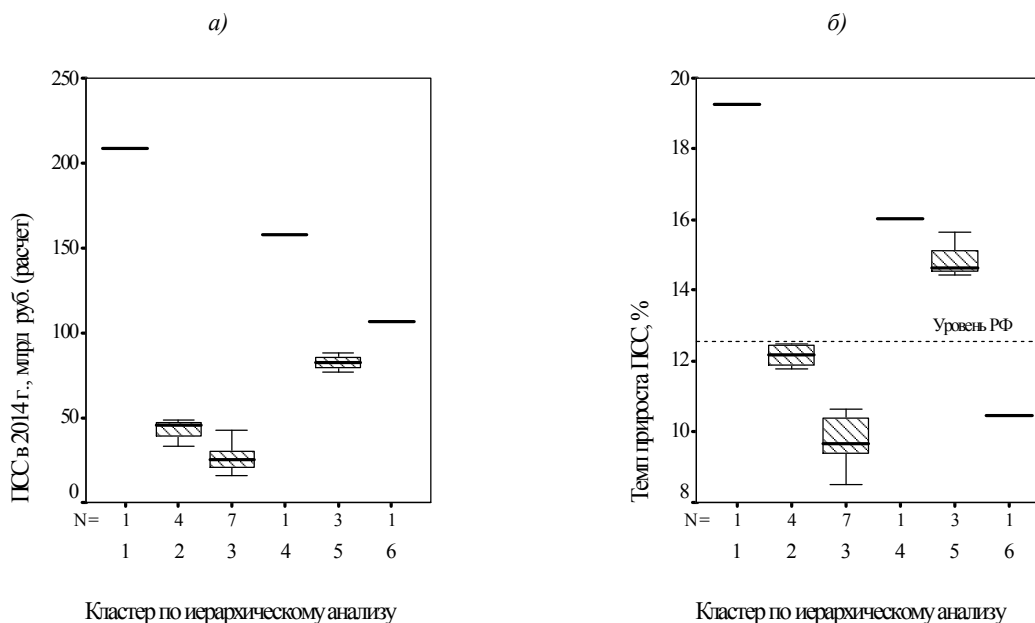 а)
ПСС в 2014 г., млрд руб. (расчет)
250
200
150
100
50
0
N= 1 4 7 1 3 1
1 2 3 4 5 6
Кластер по иерархическому анализу
б)
Темп прироста ПСС, %
20
18
16
14
12
10
8
Уровень РФ
N= 1 4 7 1 3 1
1 2 3 4 5 6
Кластер по иерархическому анализу